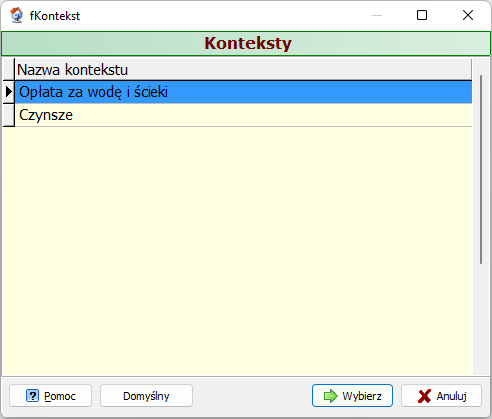 fKontekst
Konteksty
Nazwa kontekstu
Opłata za wodę i ścieki
Czynsze
Pomoc
Domyślny
Wybierz
Anuluj